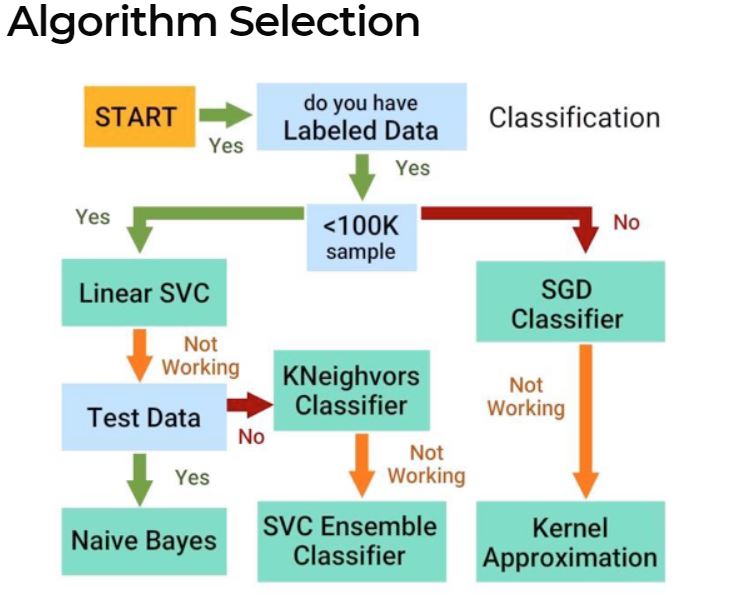 Algorithm Selection
START
Yes
do you have
Labeled Data
Classification
Yes
Yes
<100K
sample
No
Linear SVC
SGD
Classifier
Not
Working
KNeighvors
Classifier
Not
Working
Test Data
No
Not
Working
Yes
Naive Bayes
SVC Ensemble
Classifier
Kernel
Approximation